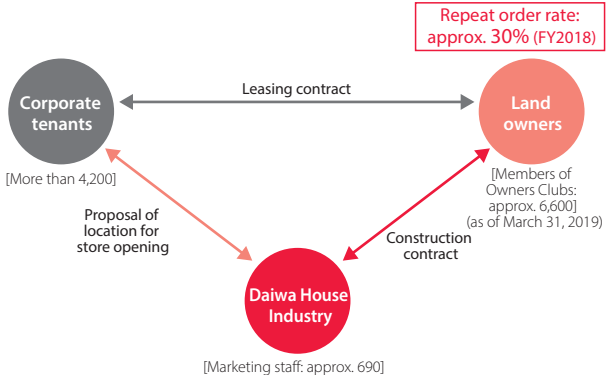 Repeat order rate:
approx. 30% (FY2018)
Corporate
tenants
Leasing contract
Land
owners
[More than 4,200]
[Members of
Owners Clubs:
approx. 6,600]
(as of March 31, 2019)
Proposal of
location for
store opening
Construction
contract
Daiwa House
Industry
[Marketing staff: approx. 690]